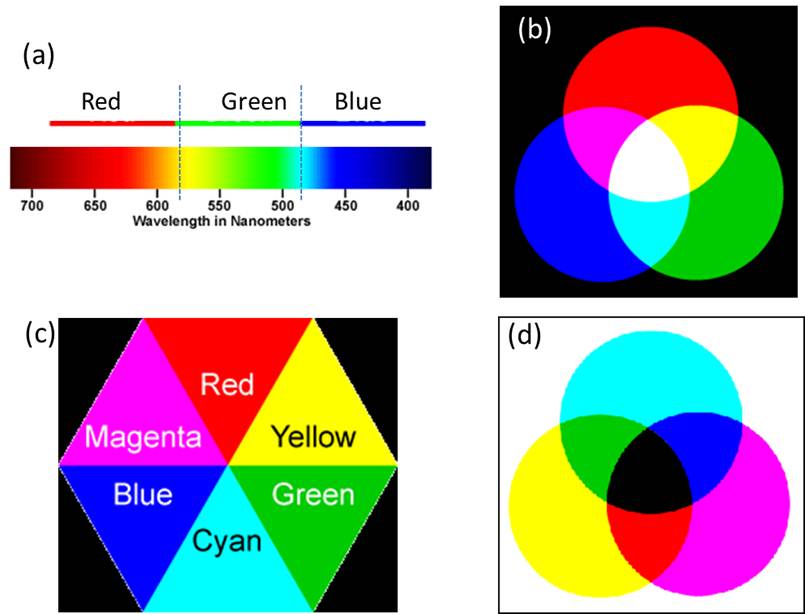 (a)
Red Green Blue
700 650 600 550 500 450 400
Wavelength in Nanometers
(b)
(c)
Red
Magenta Yellow
Blue Green
Cyan
(d)